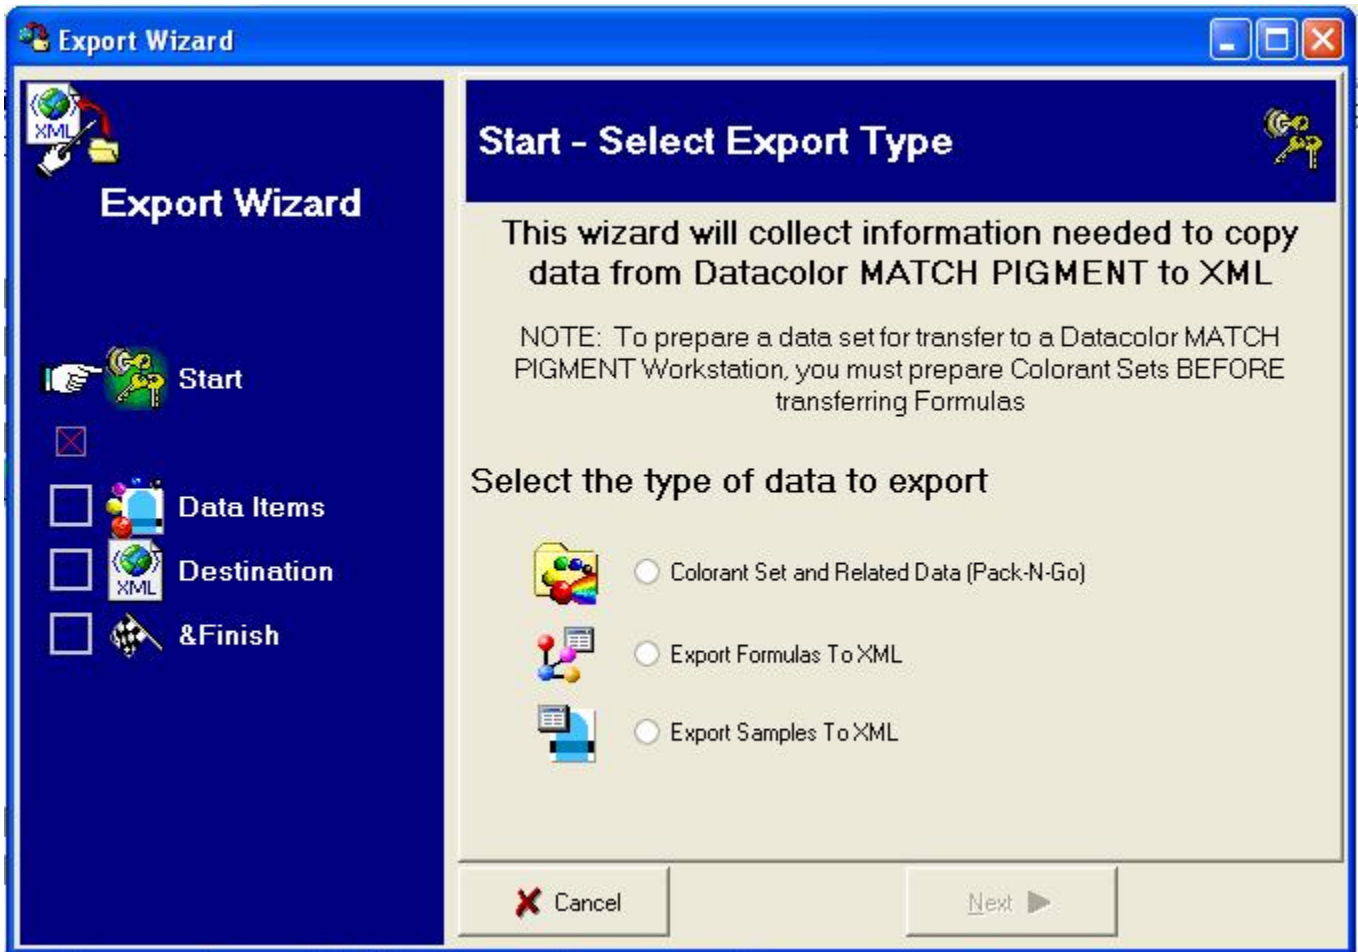 Export Wizard
XML
Export Wizard
Start
Data Items
XML
Destination
&Finish
Start - Select Export Type
This wizard will collect information needed to copy
data from Datacolor MATCH PIGMENT to XML
NOTE: To prepare a data set for transfer to a Datacolor MATCH
PIGMENT Workstation, you must prepare Colorant Sets BEFORE
transferring Formulas
Select the type of data to export
Colorant Set and Related Data (Pack-N-Go)
Export Formulas To XML
Export Samples To XML
Cancel
Next